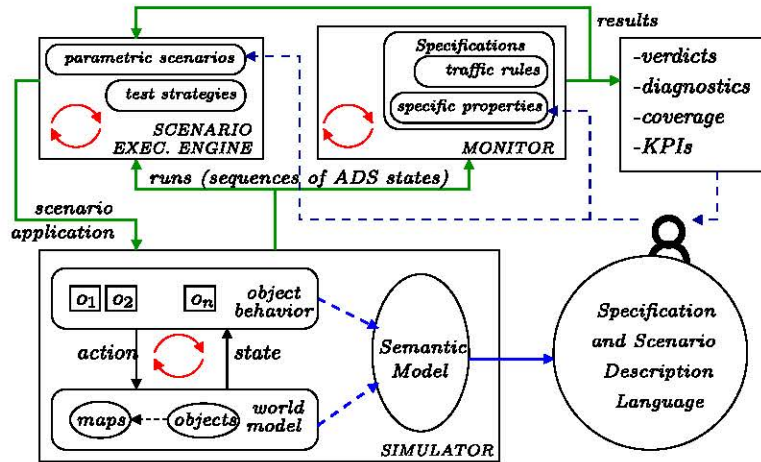 results
parametric scenarios
test strategies
SCENARIO
EXEC. ENGINE
Specifications
traffic rules
specific properties
MONITOR
-verdicts
-diagnostics
-coverage
-KPIs
runs (sequences of ADS states)
scenario
application
o1 o2 on
object
behavior
action
state
maps
objects
world
model
Semantic
Model
SIMULATOR
Specification
and Scenario
Description
Language